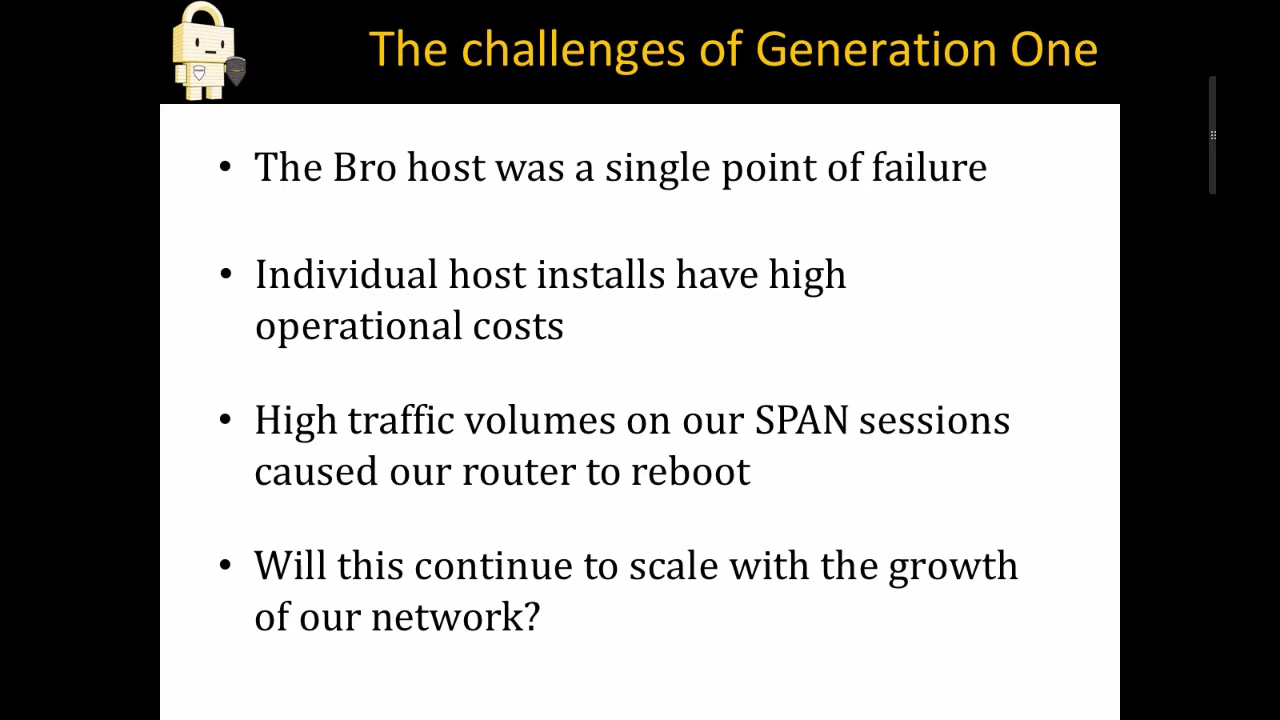 The challenges of Generation One
• The Bro host was a single point of failure
• Individual host installs have high
operational costs
• High traffic volumes on our SPAN sessions
caused our router to reboot
• Will this continue to scale with the growth
of our network?